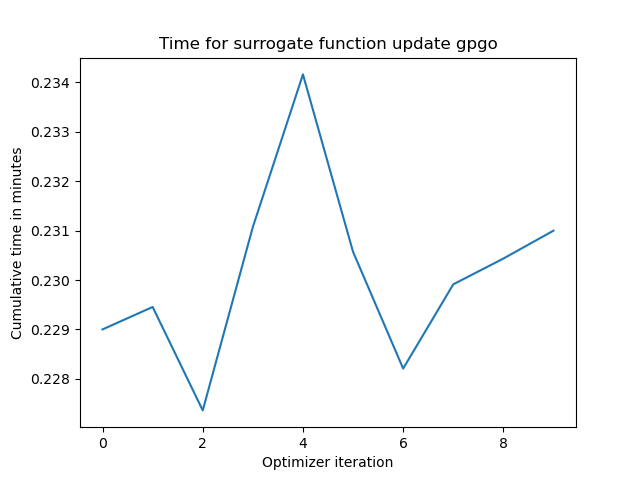 Time for surrogate function update gpgo
Cumulative time in minutes
0.234
0.233
0.232
0.231
0.230
0.229
0.228
0 2 4 6 8
Optimizer iteration